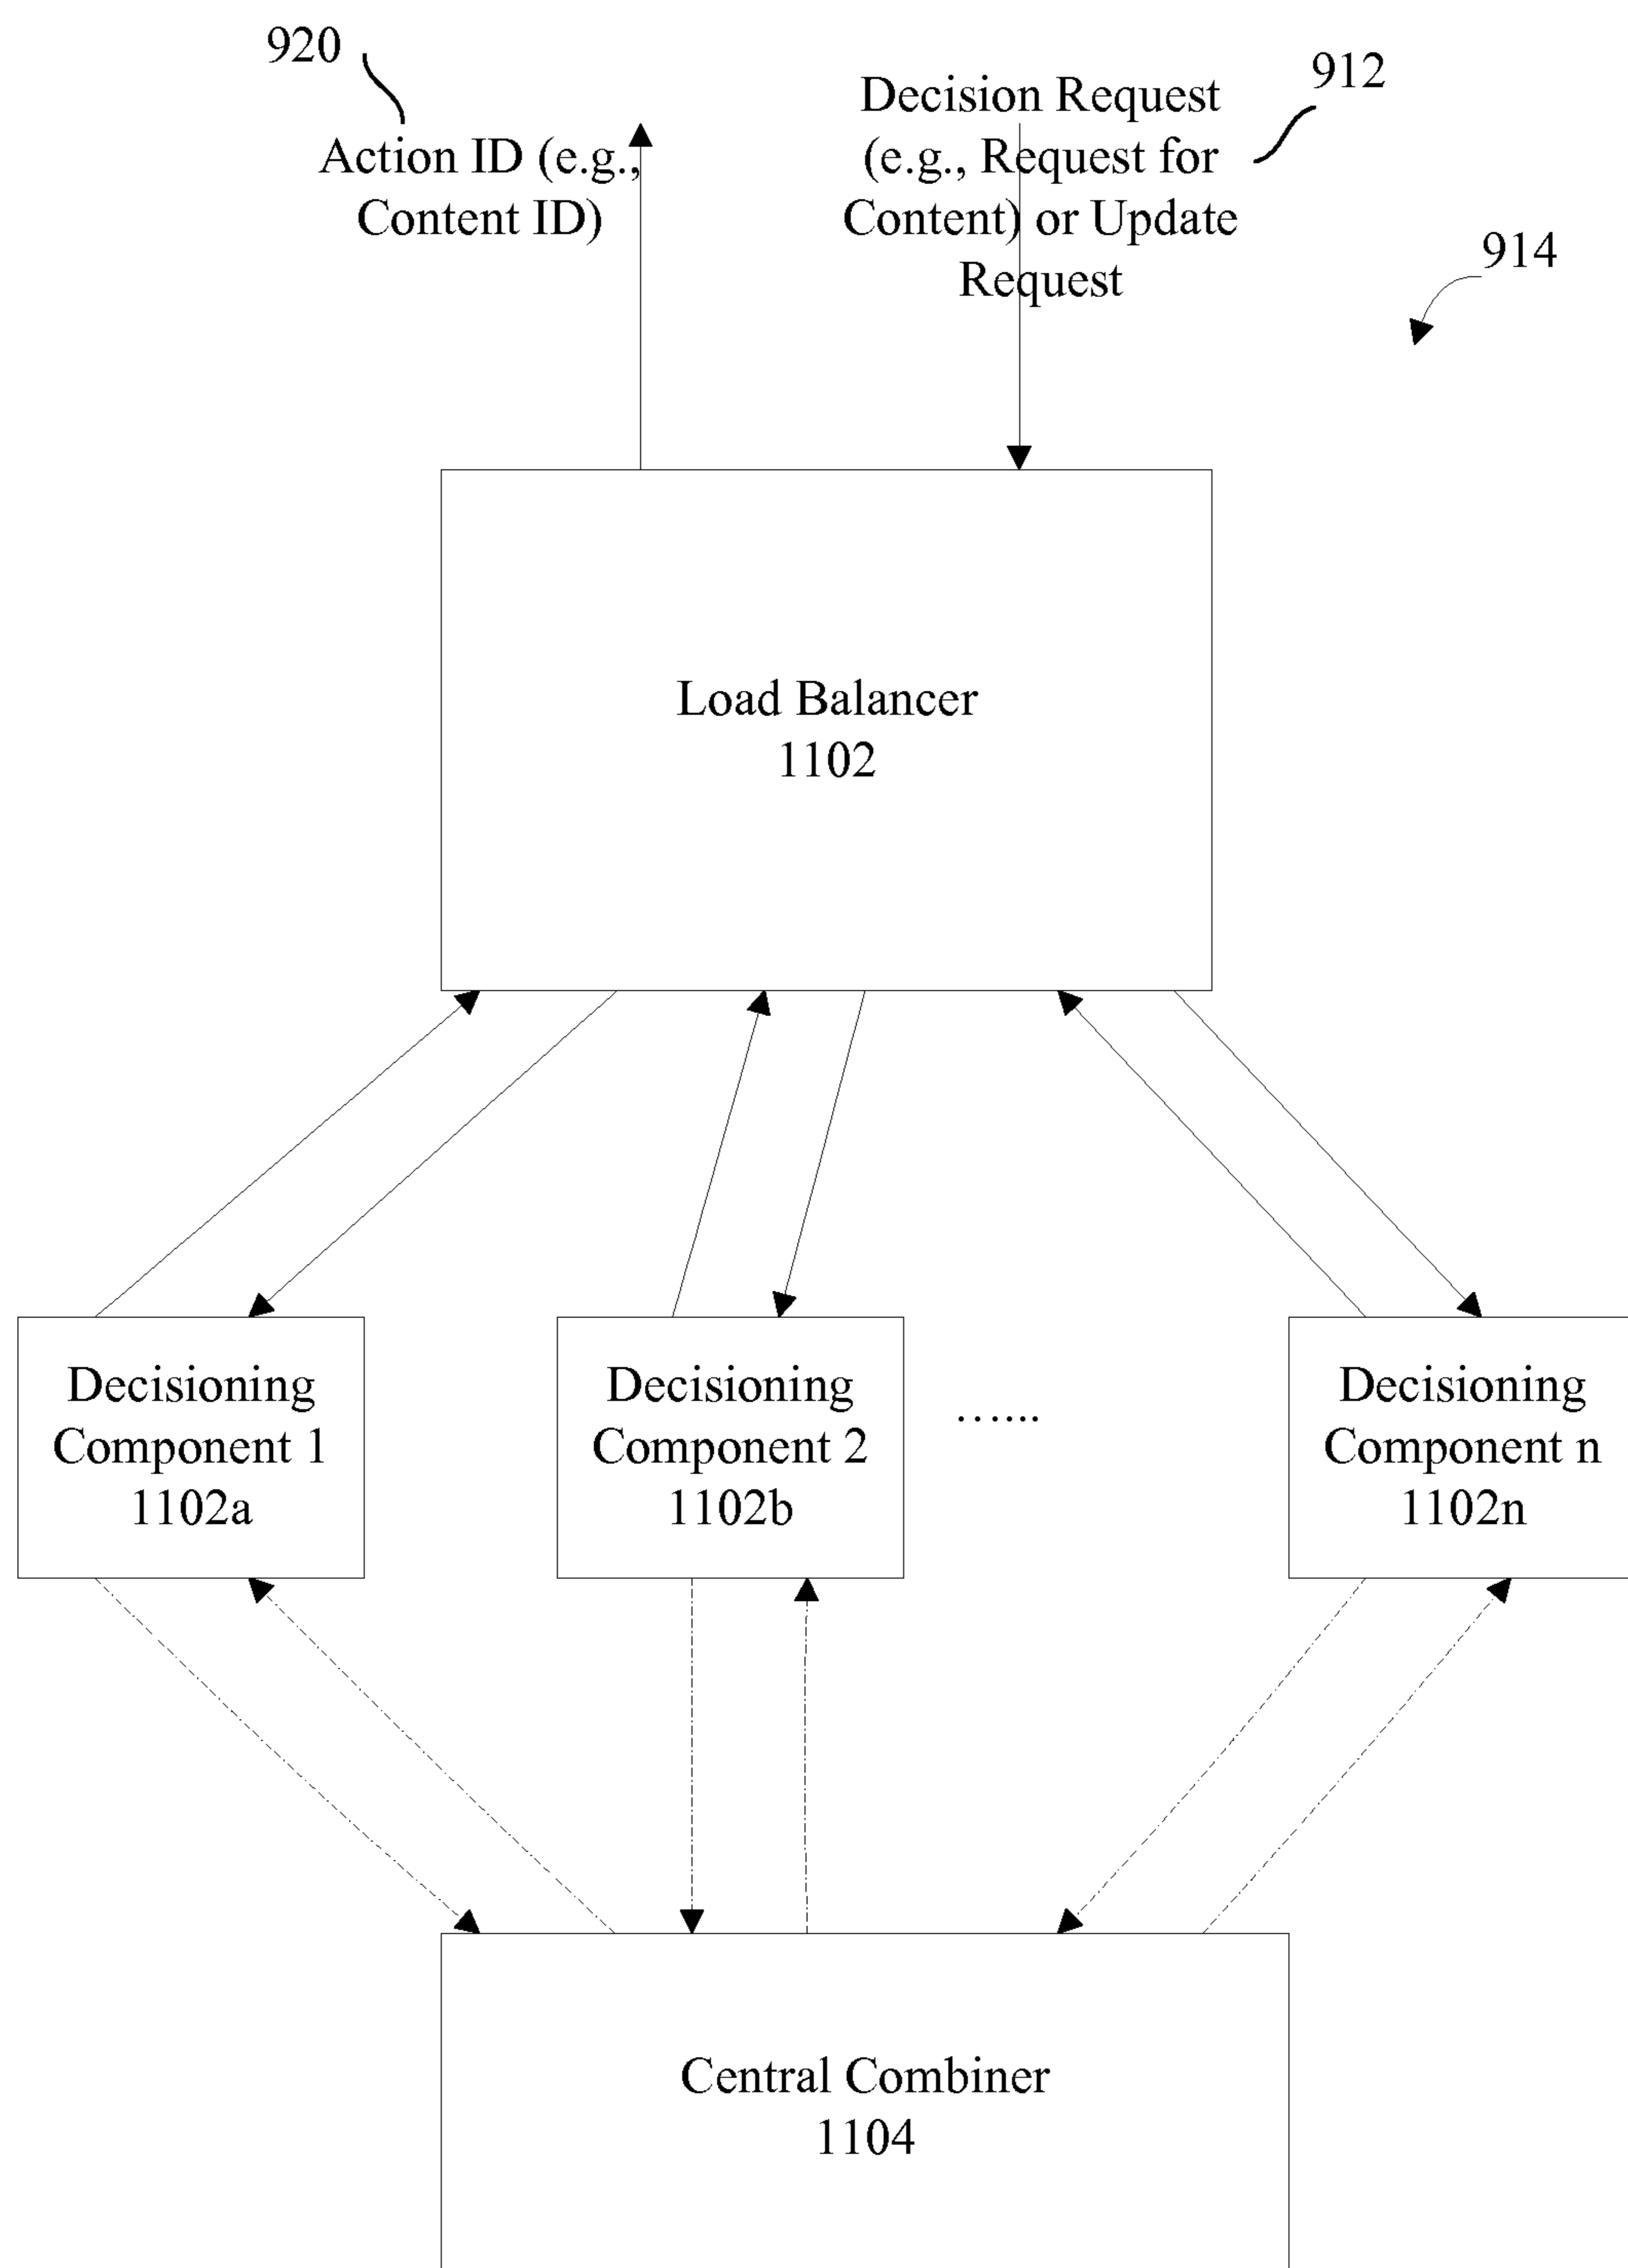 920
Action ID (e.g.,
Content ID)
912
Decision Request
(e.g., Request for
Content) or Update
Request
914
Load Balancer
1102
Decisioning
Component 1
1102a
Decisioning
Component 2
1102b
.......
Decisioning
Component n
1102n
Central Combiner
1104